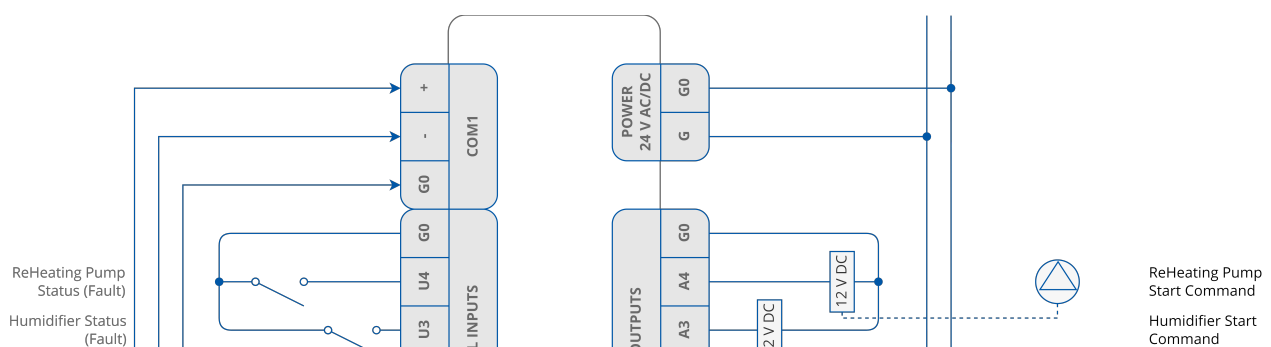 +
-
G0
COM1
POWER
24 V AC/DC
G0
G
G0
U4
U3
INPUTS
G0
A4
A3
OUTPUTS
12 V DC
V DC
ReHeating Pump
Status (Fault)
Humidifier Status
(Fault)
ReHeating Pump
Start Command
Humidifier Start
Command